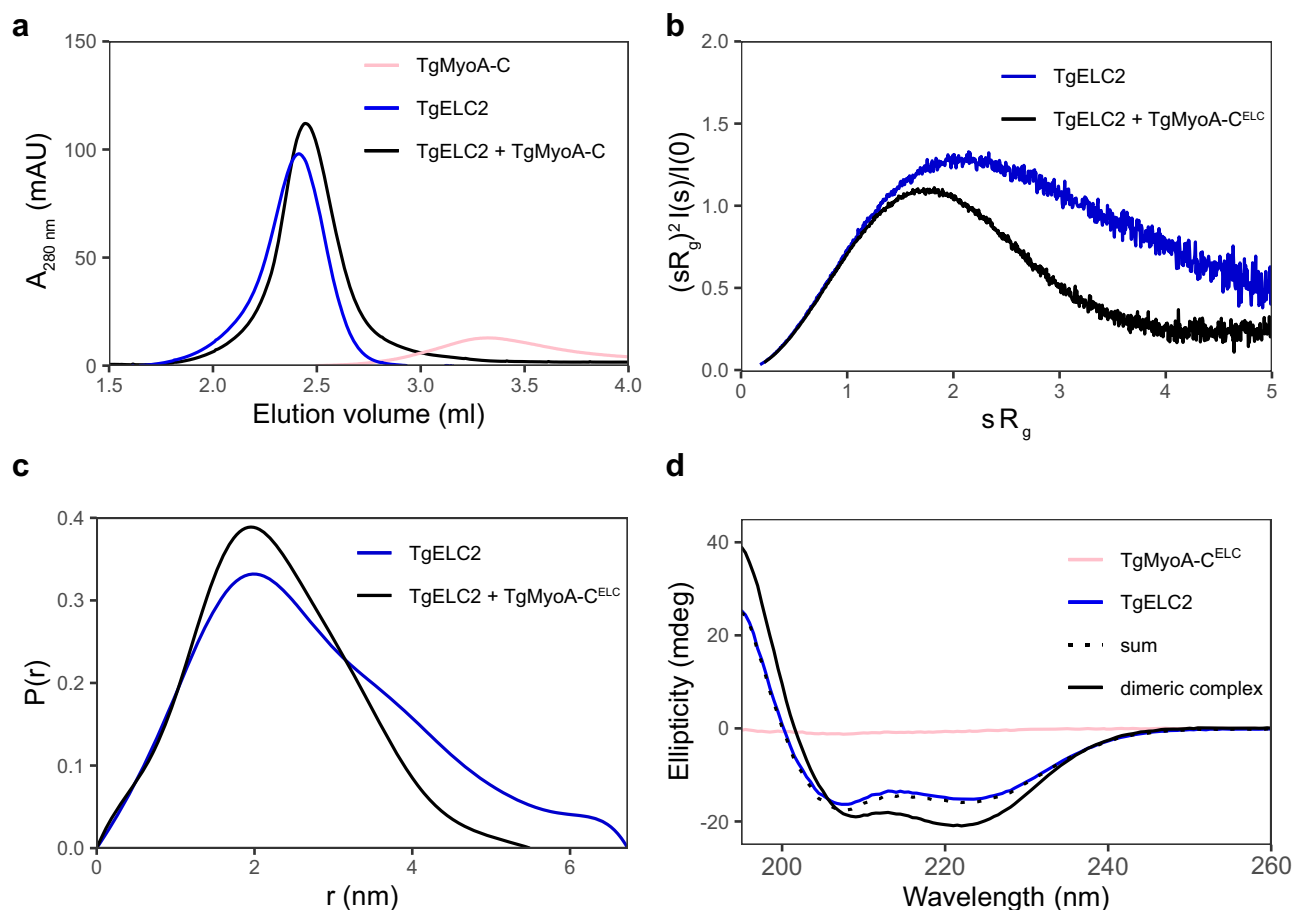 a
150
100
50
0
A280 nm (mAU)
TgMyoA-C
TgELC2
TgELC2 + TgMyoA-C
1.5 2.0 2.5 3.0 3.5 4.0
Elution volume (ml)
b
2.0
1.5
1.0
0.5
0.0
(sRg)² I(s)/I(0)
TgELC2
TgELC2 + TgMyoA-C^ELC
0 1 2 3 4 5
s Rg
c
0.4
0.3
0.2
0.1
0.0
P(r)
TgELC2
TgELC2 + TgMyoA-C^ELC
0 2 4 6
r (nm)
d
40
20
0
-20
Ellipticity (mdeg)
TgMyoA-C^ELC
TgELC2
sum
dimeric complex
200 220 240 260
Wavelength (nm)